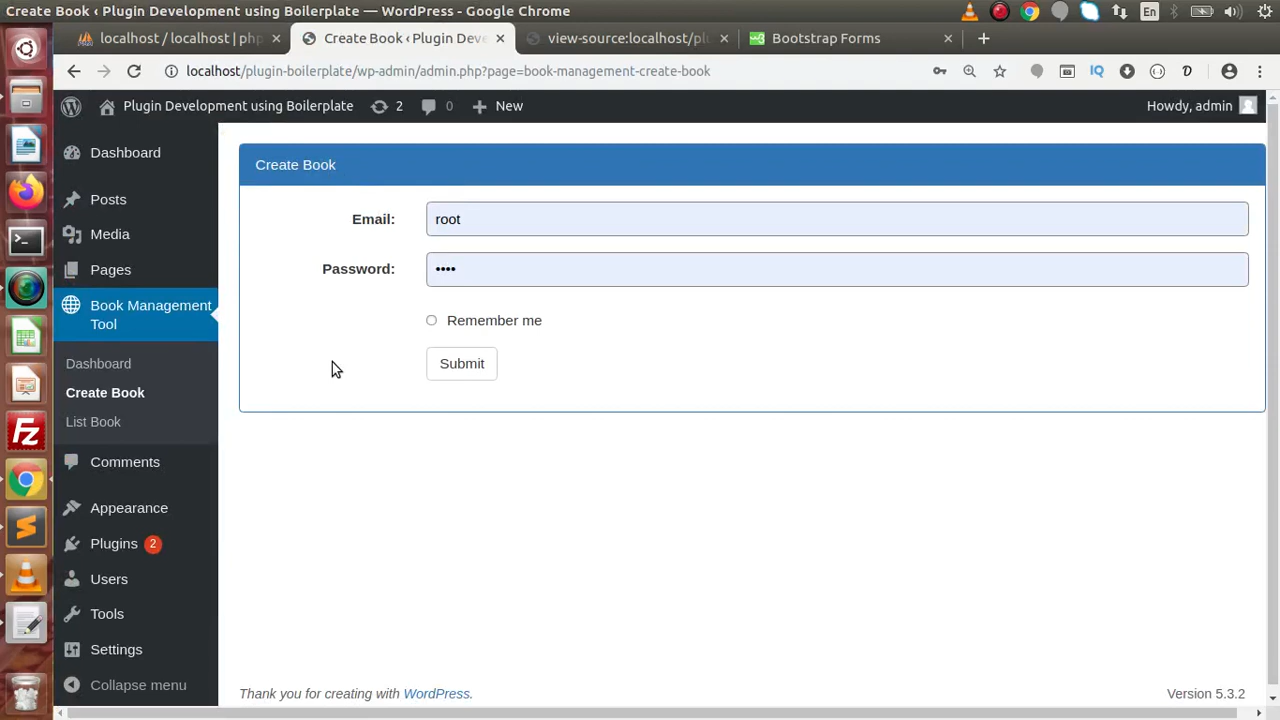 Create Book ‹ Plugin Development using Boilerplate — WordPress - Google Chrome
En
localhost / localhost | php
Create Book ‹ Plugin Deve
view-source:localhost/plu
Bootstrap Forms
localhost/plugin-boilerplate/wp-admin/admin.php?page=book-management-create-book
IQ
Plugin Development using Boilerplate
2
0
New
Howdy, admin
Dashboard
Posts
Media
Pages
Book Management
Tool
Dashboard
Create Book
List Book
Comments
Appearance
Plugins 2
Users
Tools
Settings
Collapse menu
Create Book
Email:
root
Password:
••••
Remember me
Submit
Thank you for creating with WordPress.
Version 5.3.2